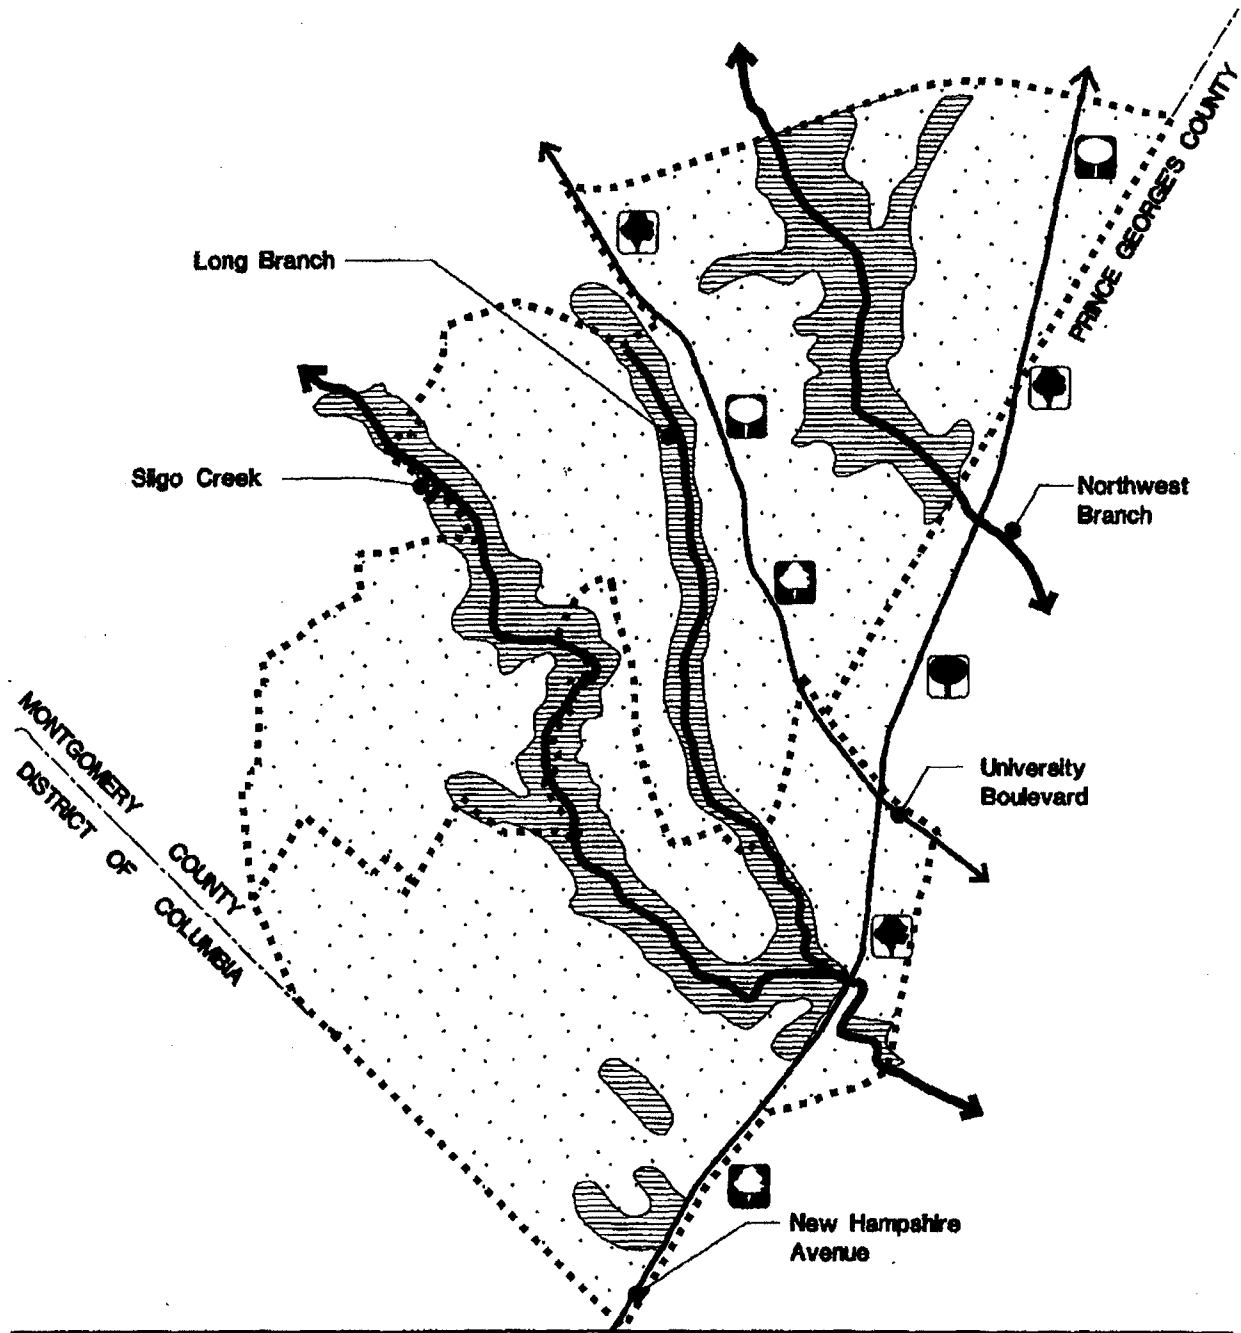 PRINCE GEORGE'S COUNTY
Long Branch
Sligo Creek
Northwest
Branch
MONTGOMERY COUNTY
DISTRICT OF COLUMBIA
University
Boulevard
New Hampshire
Avenue